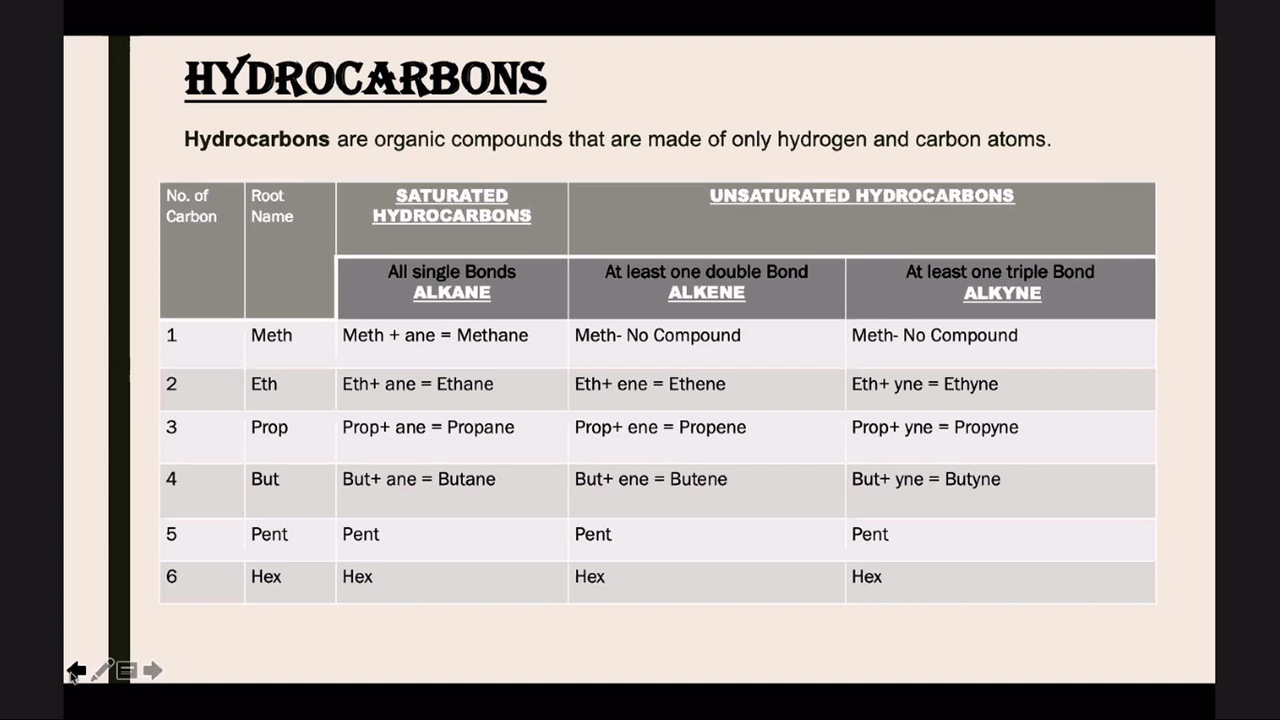 HYDROCARBONS
Hydrocarbons are organic compounds that are made of only hydrogen and carbon atoms.
No. of
Carbon
Root
Name
SATURATED
HYDROCARBONS
UNSATURATED HYDROCARBONS
All single Bonds
ALKANE
At least one double Bond
ALKENE
At least one triple Bond
ALKYNE
1 Meth Meth + ane = Methane Meth- No Compound Meth- No Compound
2 Eth Eth+ ane = Ethane Eth+ ene = Ethene Eth+ yne = Ethyne
3 Prop Prop+ ane = Propane Prop+ ene = Propene Prop+ yne = Propyne
4 But But+ ane = Butane But+ ene = Butene But+ yne = Butyne
5 Pent Pent Pent Pent
6 Hex Hex Hex Hex